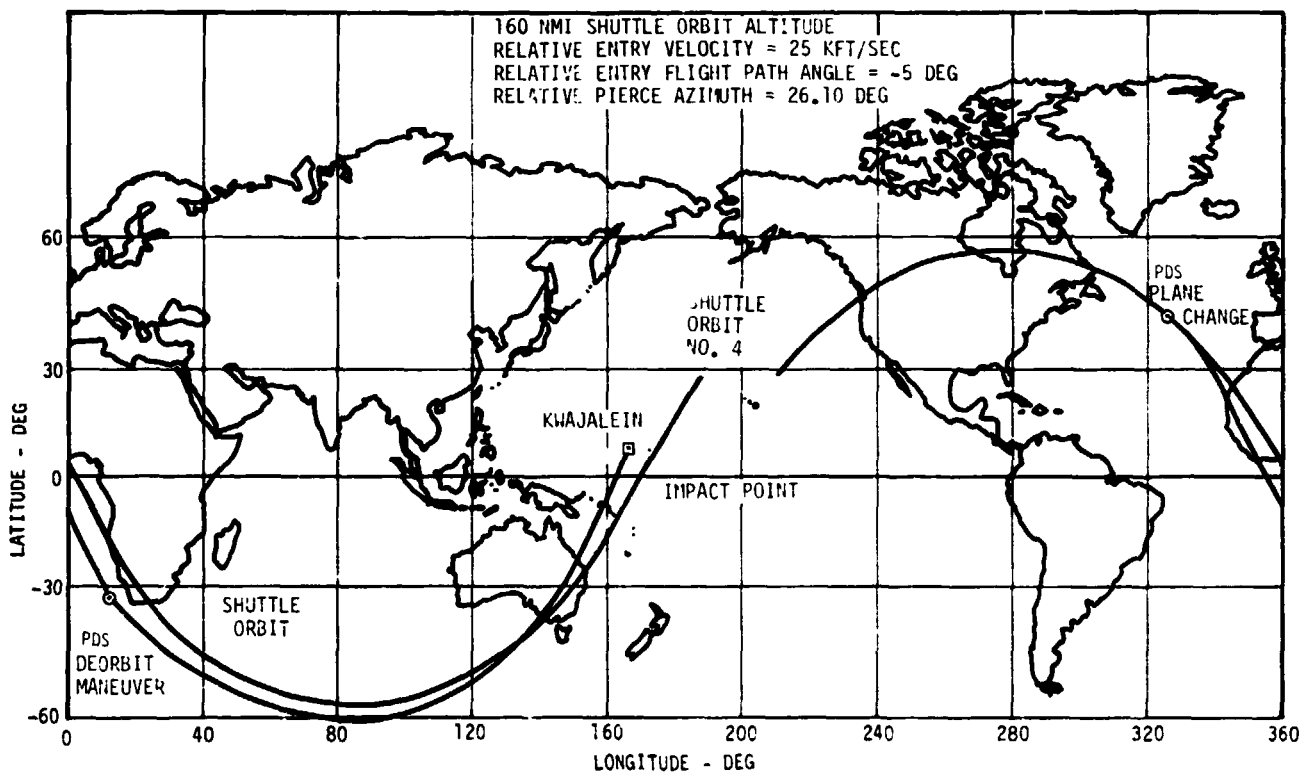 160 NMI SHUTTLE ORBIT ALTITUDE
RELATIVE ENTRY VELOCITY = 25 KFT/SEC
RELATIVE ENTRY FLIGHT PATH ANGLE = -5 DEG
RELATIVE PIERCE AZIMUTH = 26.10 DEG
60
PDS
PLANE
CHANGE
SHUTTLE
ORBIT
NO. 4
30
KWAJALEIN
0
IMPACT POINT
LATITUDE - DEG
-30
SHUTTLE
ORBIT
PDS
DEORBIT
MANEUVER
-60
0 40 80 120 160 200 240 280 320 360
LONGITUDE - DEG